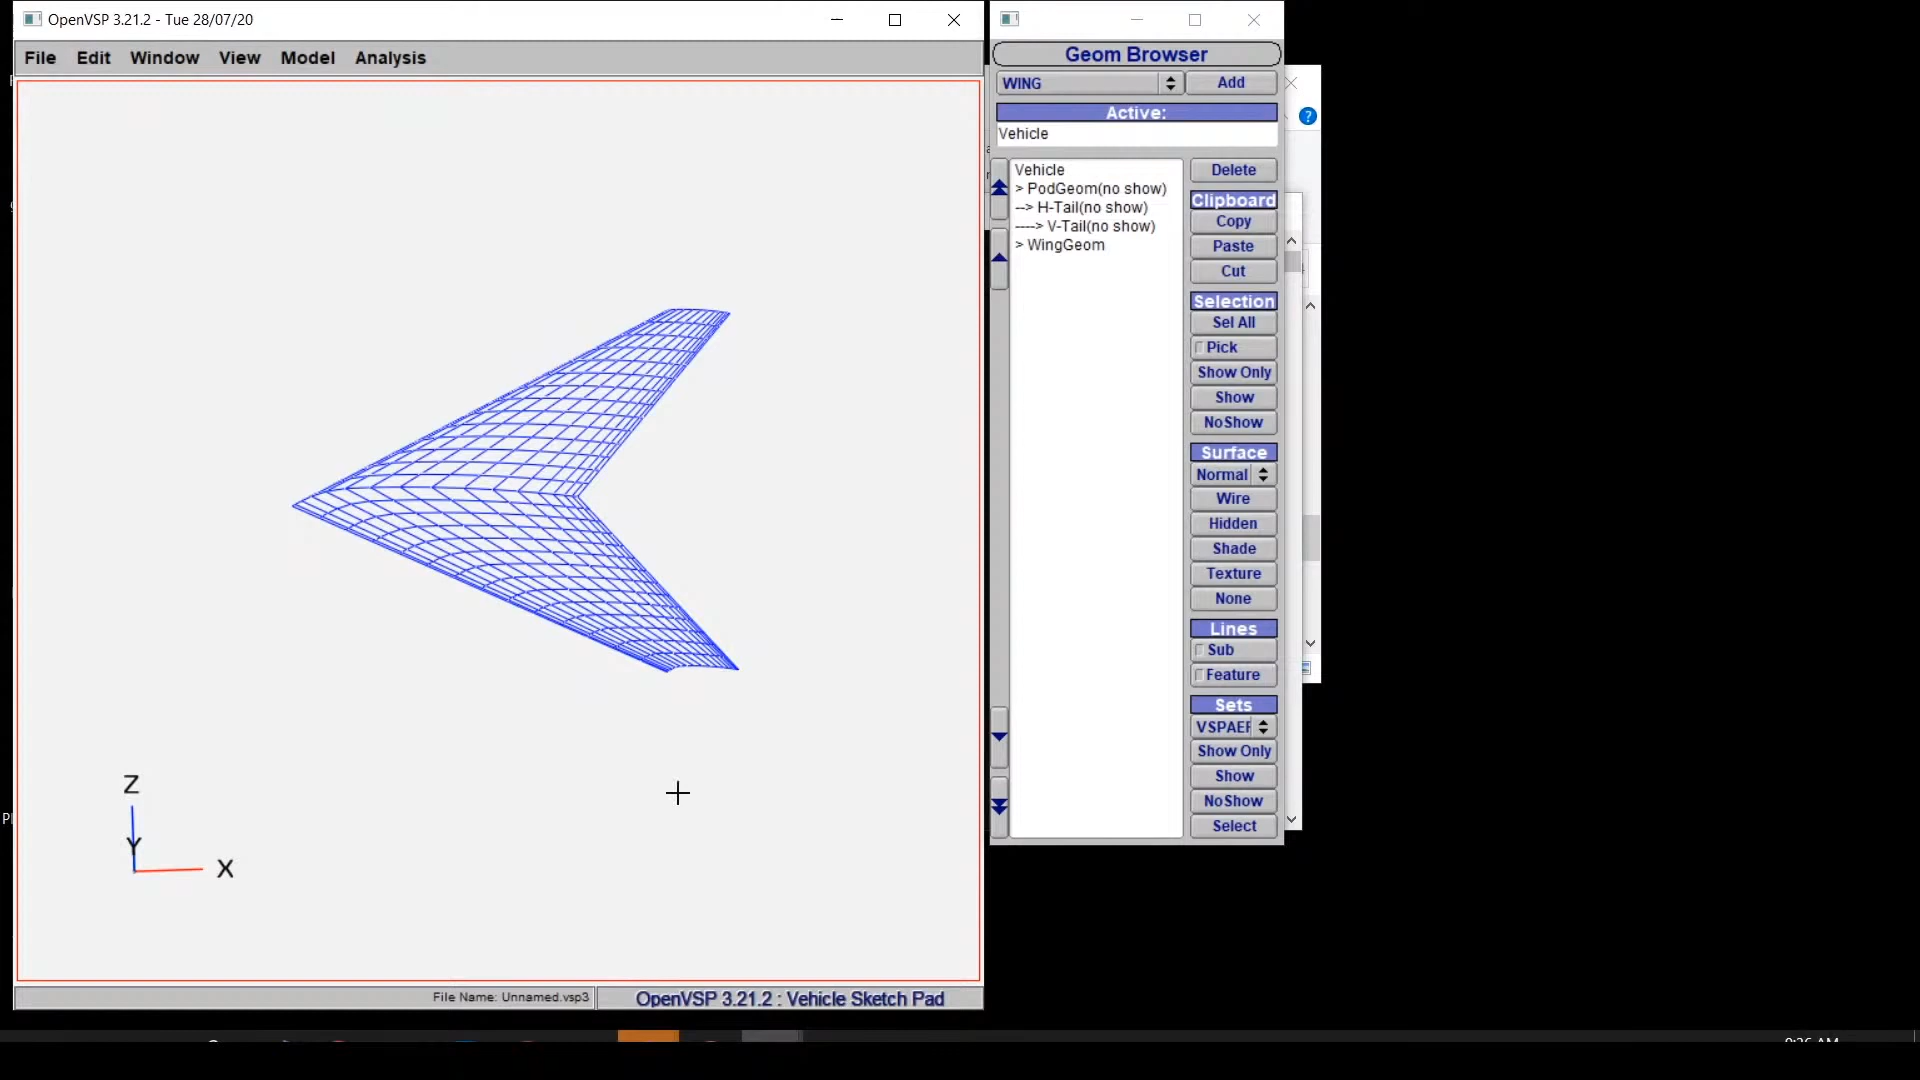 OpenVSP 3.21.2 - Tue 28/07/20
File Edit Window View Model Analysis
Z
Y
X
File Name: Unnamed.vsp3
OpenVSP 3.21.2 : Vehicle Sketch Pad
Geom Browser
WING
Add
Active:
Vehicle
Vehicle
> PodGeom(no show)
--> H-Tail(no show)
----> V-Tail(no show)
> WingGeom
Delete
Clipboard
Copy
Paste
Cut
Selection
Sel All
Pick
Show Only
Show
NoShow
Surface
Normal
Wire
Hidden
Shade
Texture
None
Lines
Sub
Feature
Sets
VSPAEF
Show Only
Show
NoShow
Select
?